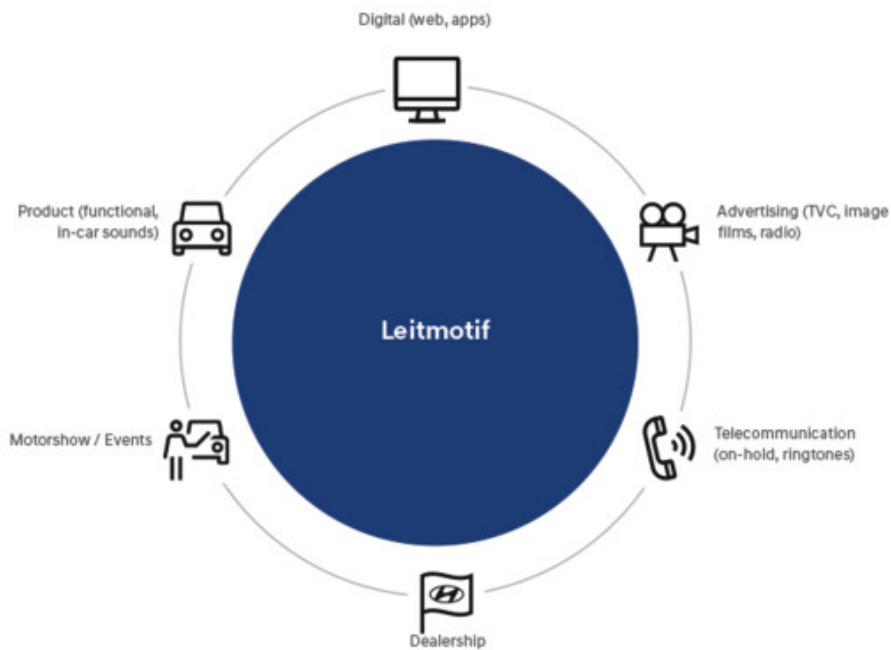 Digital (web, apps)
Product (functional,
in-car sounds)
Advertising (TVC, image
films, radio)
Leitmotif
Motorshow / Events
Telecommunication
(on-hold, ringtones)
Dealership